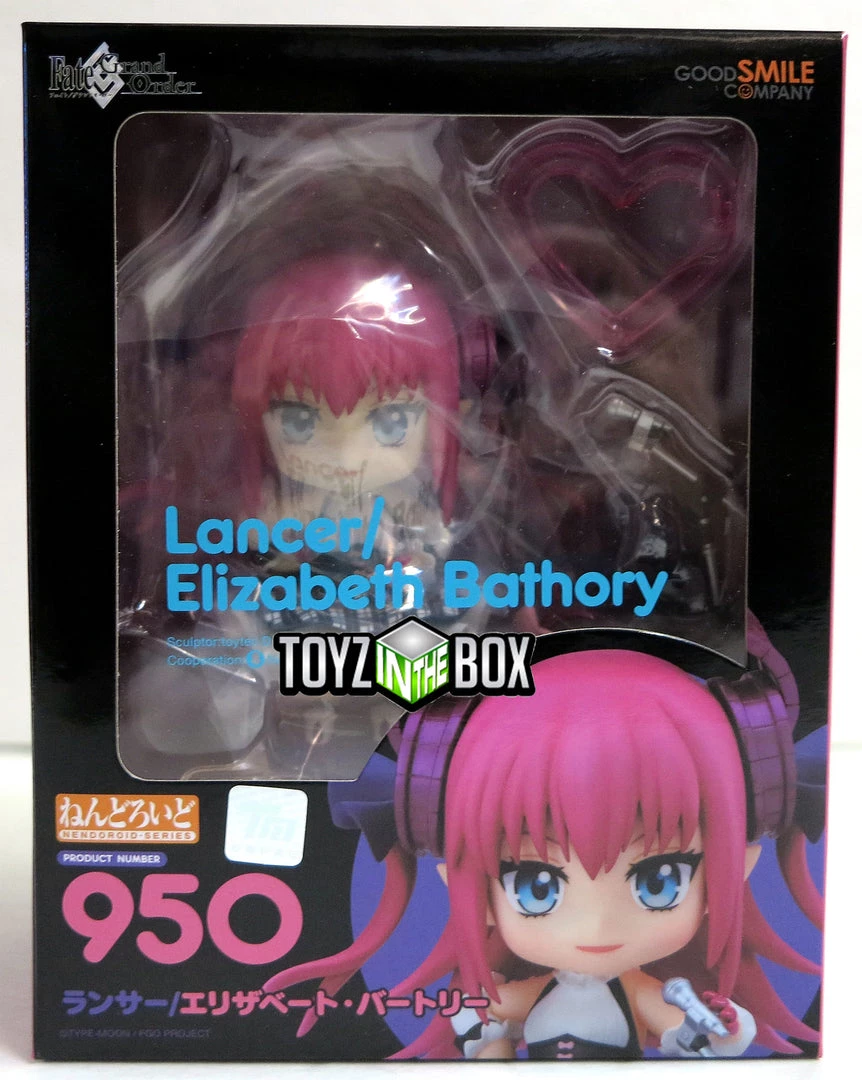 Fate Grand Order
GOOD SMILE
COMPANY
Lancer/
Elizabeth Bathory
Sculptor:
Cooperation:
TOYZ IN THE BOX
ねんどろいど
NENDOROID-SERIES
PRODUCT NUMBER
950
ランサー/エリザベート・バートリー
©TYPE-MOON / FGO PROJECT